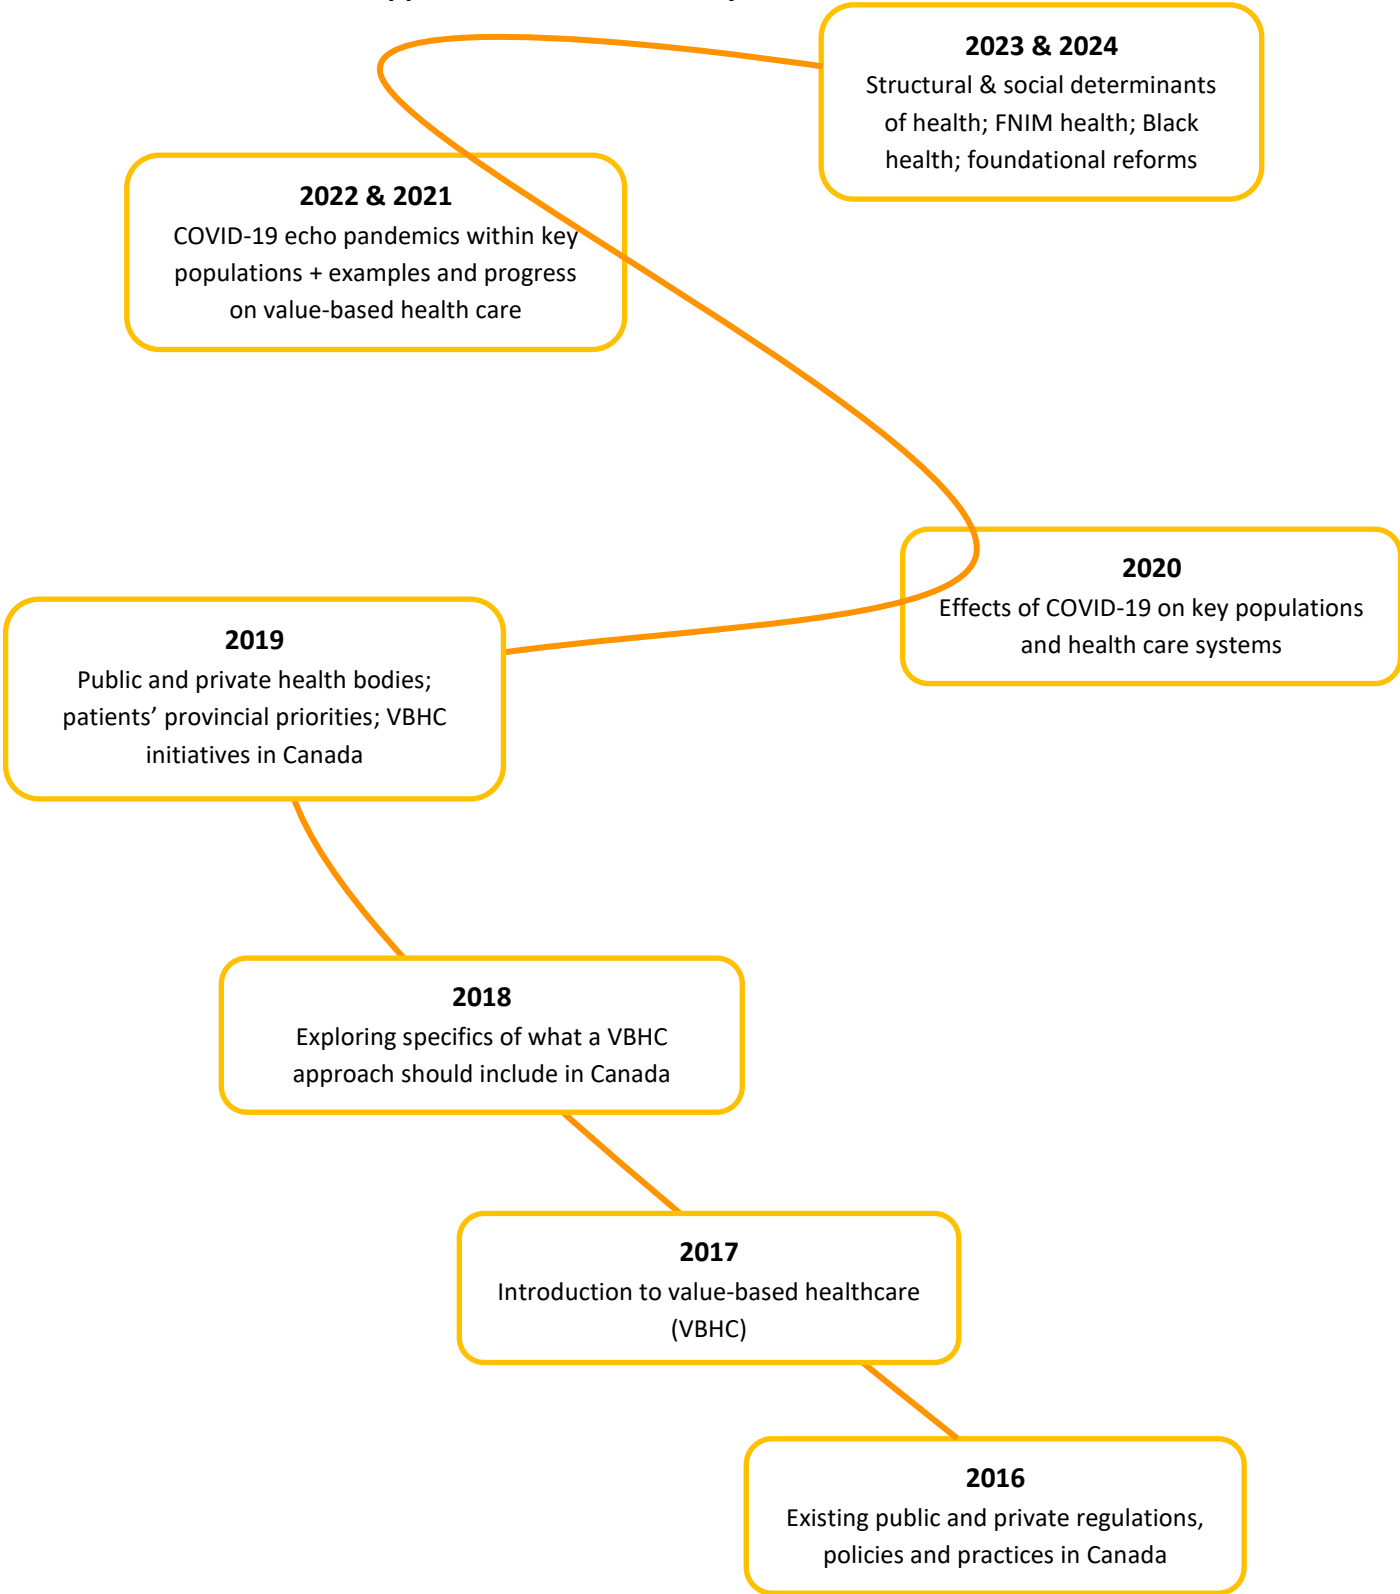 2023 & 2024
Structural & social determinants
of health; FNIM health; Black
health; foundational reforms
2022 & 2021
COVID-19 echo pandemics within key
populations + examples and progress
on value-based health care
2020
Effects of COVID-19 on key populations
and health care systems
2019
Public and private health bodies;
patients’ provincial priorities; VBHC
initiatives in Canada
2018
Exploring specifics of what a VBHC
approach should include in Canada
2017
Introduction to value-based healthcare
(VBHC)
2016
Existing public and private regulations,
policies and practices in Canada